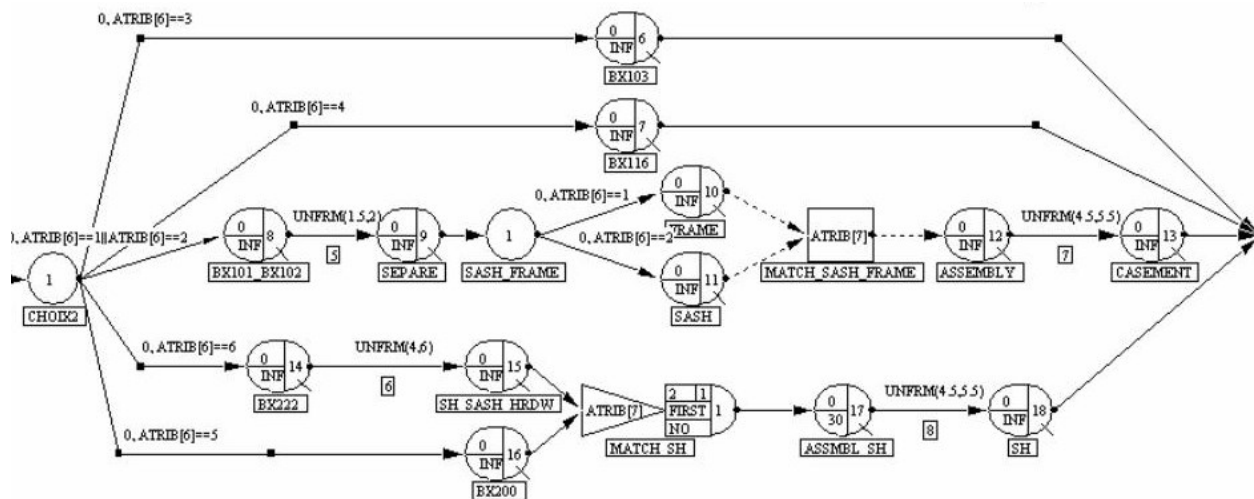 0, ATRIB[6]==3
0
INF
6
BX103
0, ATRIB[6]==4
0
INF
7
BX116
0, ATRIB[6]==1||ATRIB[6]==2
0
INF
8
BX101_BX102
UNFRM(1.5,2)
5
0
INF
9
SEPARE
1
SASH_FRAME
0, ATRIB[6]==1
0
INF
10
FRAME
0, ATRIB[6]==2
0
INF
11
SASH
ATRIB[7]
MATCH_SASH_FRAME
0
INF
12
ASSEMBLY
UNFRM(4.5,5.5)
7
0
INF
13
CASEMENT
1
CHOIX2
0, ATRIB[6]==6
0
INF
14
BX222
UNFRM(4,6)
6
0
INF
15
SH_SASH_HRDW
0, ATRIB[6]==5
0
INF
16
BX200
ATRIB[7]
2
1
FIRST
NO
1
MATCH_SH
0
30
17
ASSMBL_SH
UNFRM(4.5,5.5)
8
0
INF
18
SH